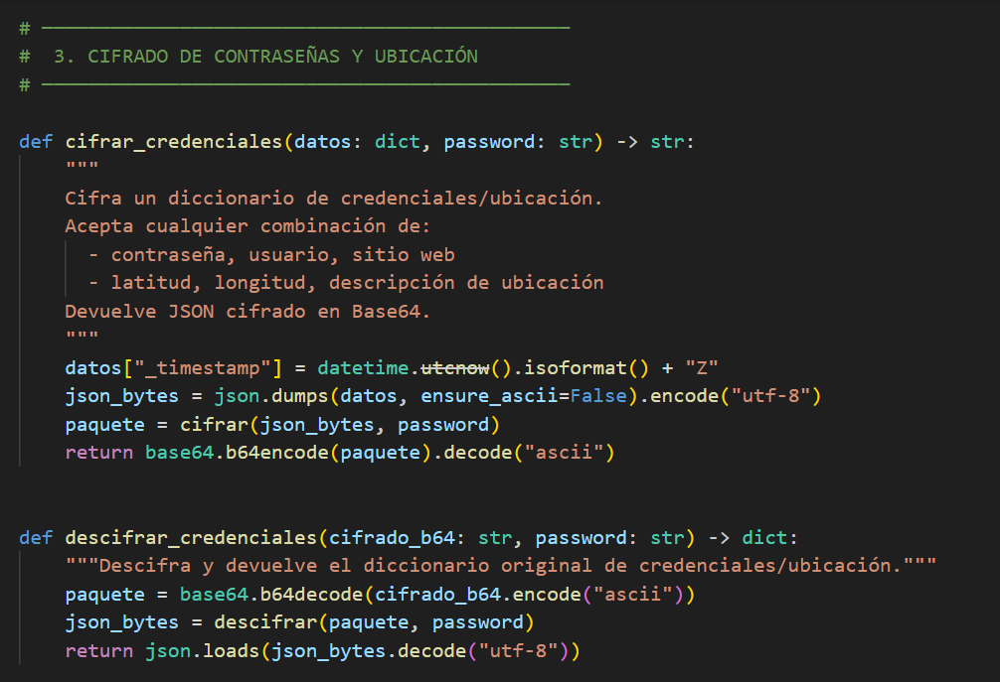 # ──────────────────────────────────────────────
#  3. CIFRADO DE CONTRASEÑAS Y UBICACIÓN
# ──────────────────────────────────────────────
def cifrar_credenciales(datos: dict, password: str) -> str:
    """
    Cifra un diccionario de credenciales/ubicación.
    Acepta cualquier combinación de:
      - contraseña, usuario, sitio web
      - latitud, longitud, descripción de ubicación
    Devuelve JSON cifrado en Base64.
    """
    datos["_timestamp"] = datetime.utcnow().isoformat() + "Z"
    json_bytes = json.dumps(datos, ensure_ascii=False).encode("utf-8")
    paquete = cifrar(json_bytes, password)
    return base64.b64encode(paquete).decode("ascii")
def descifrar_credenciales(cifrado_b64: str, password: str) -> dict:
    """Descifra y devuelve el diccionario original de credenciales/ubicación."""
    paquete = base64.b64decode(cifrado_b64.encode("ascii"))
    json_bytes = descifrar(paquete, password)
    return json.loads(json_bytes.decode("utf-8"))